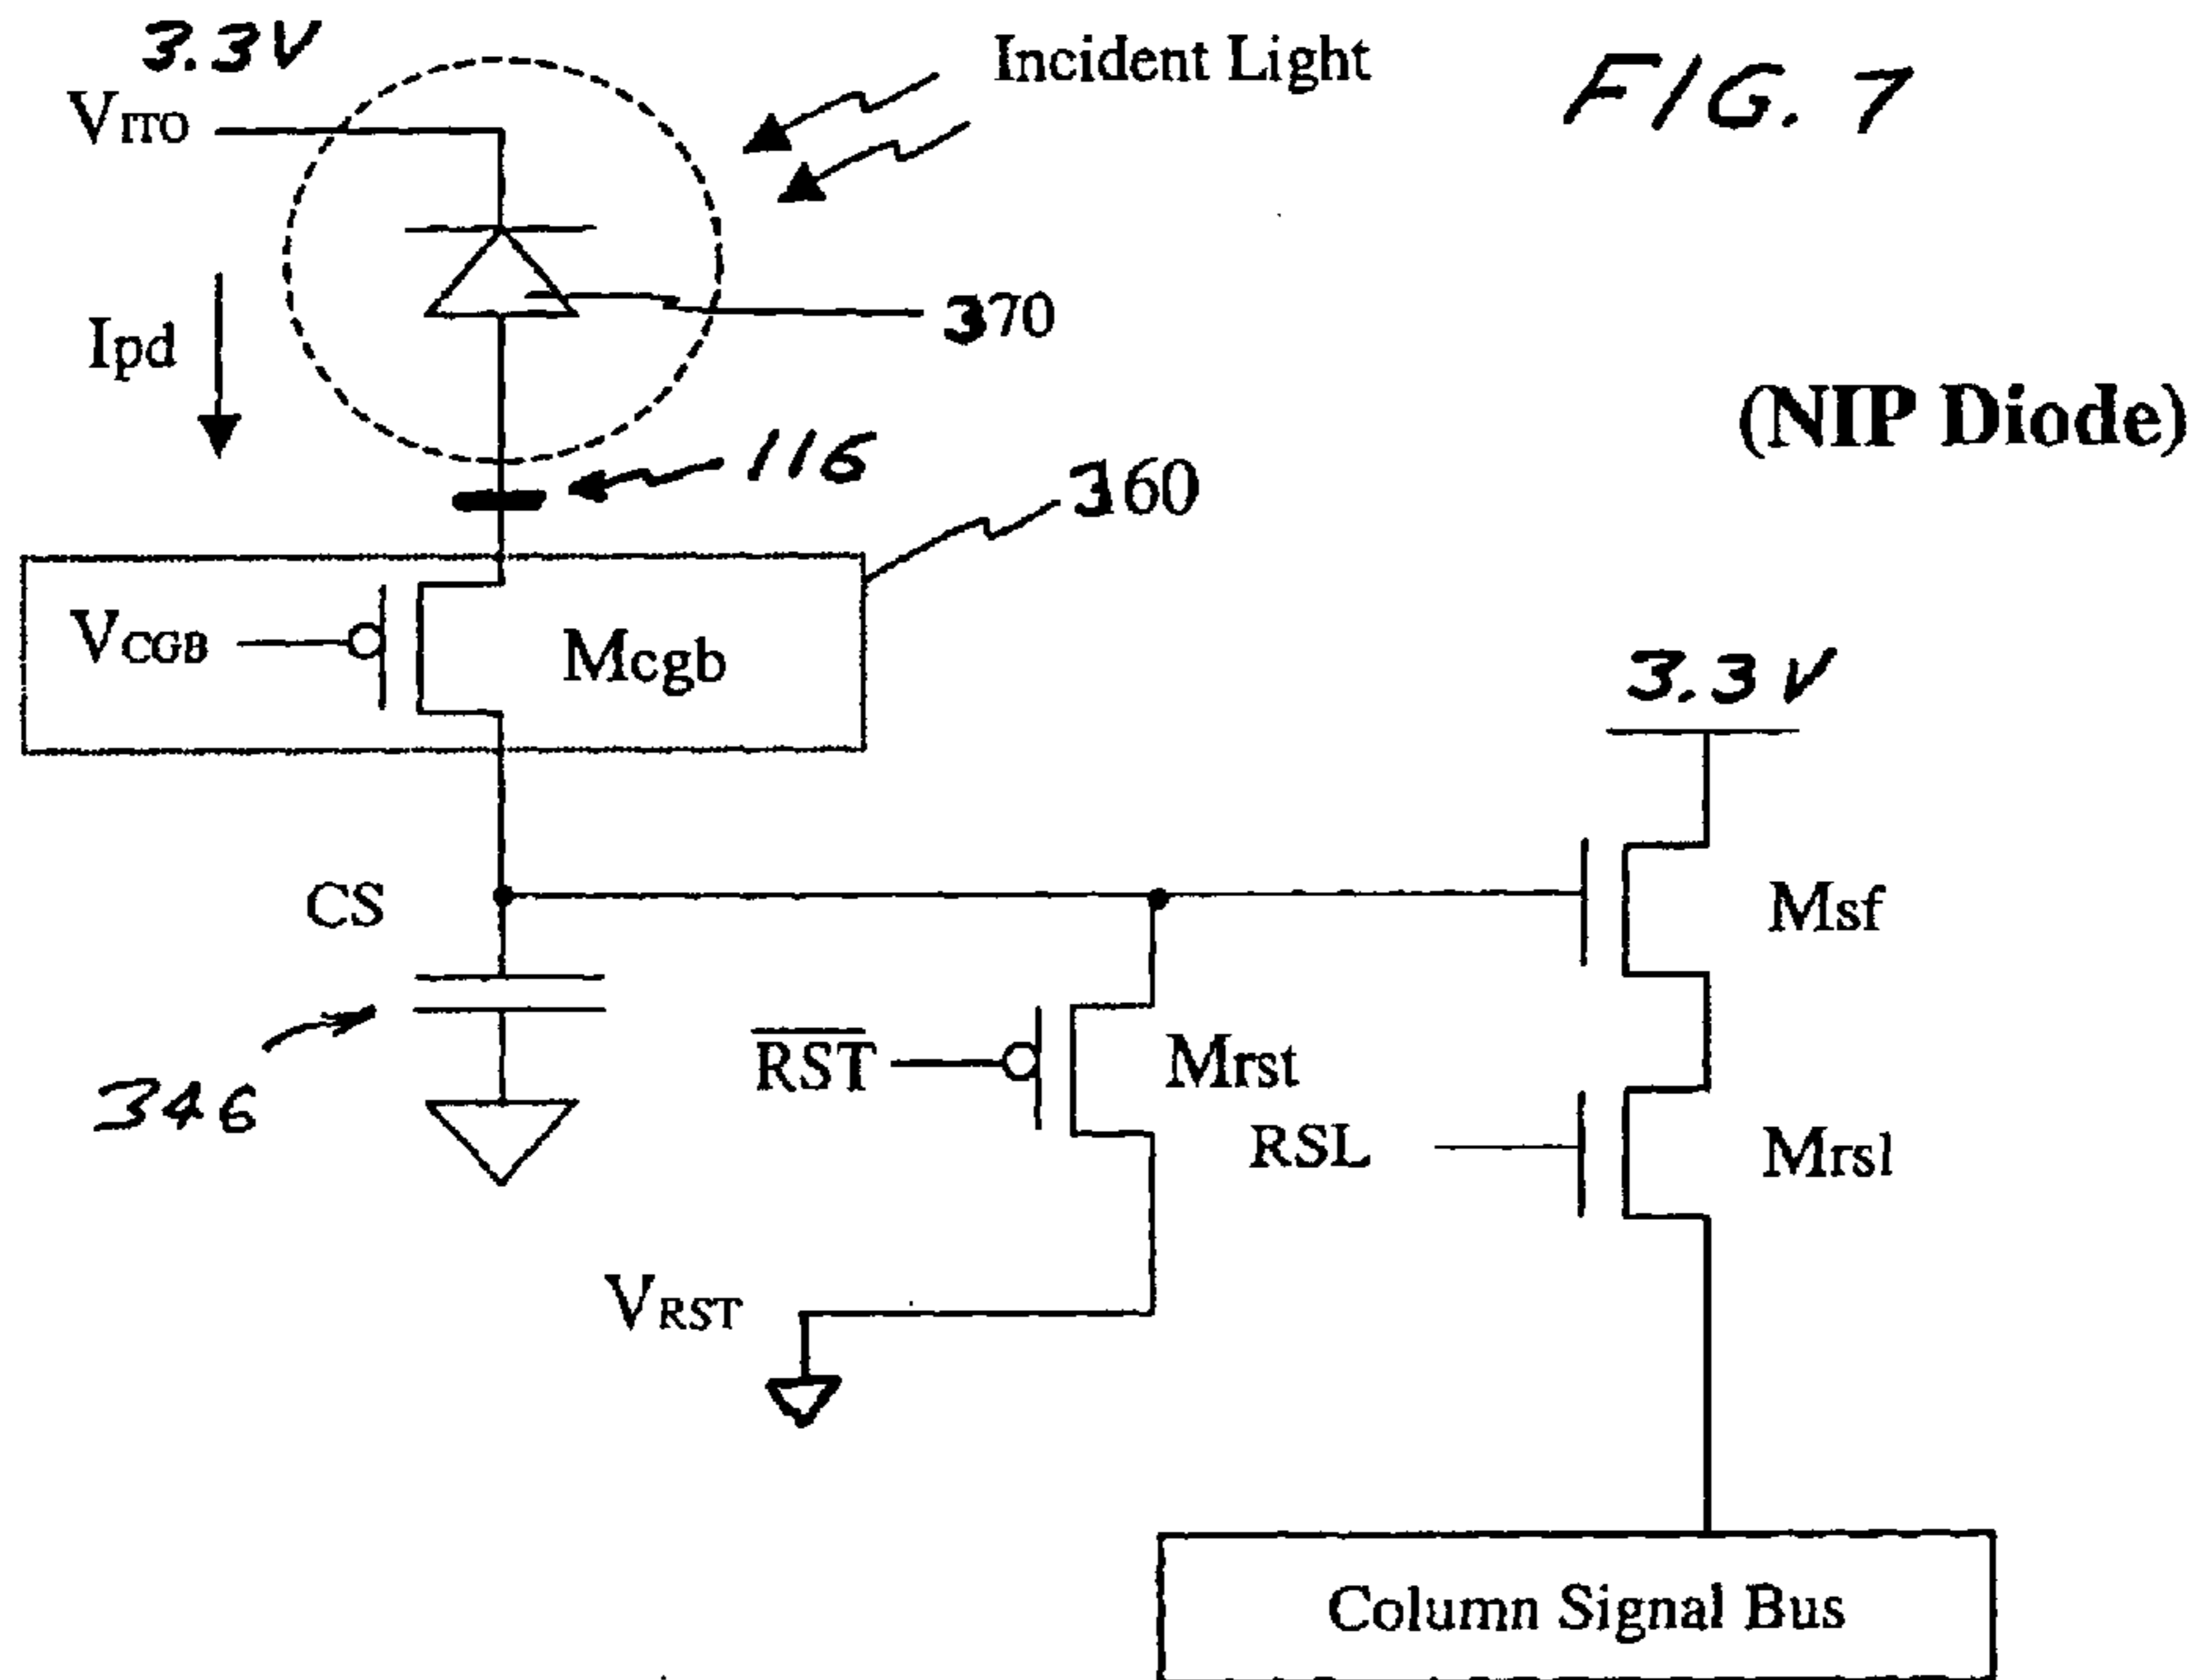 3.3V
Incident Light
FIG. 7
VITO
Ipd
370
(NIP Diode)
116
360
VCGB
Mcgb
3.3V
CS
Msf
346
RST
Mrst
RSL
Mrsl
VRST
Column Signal Bus